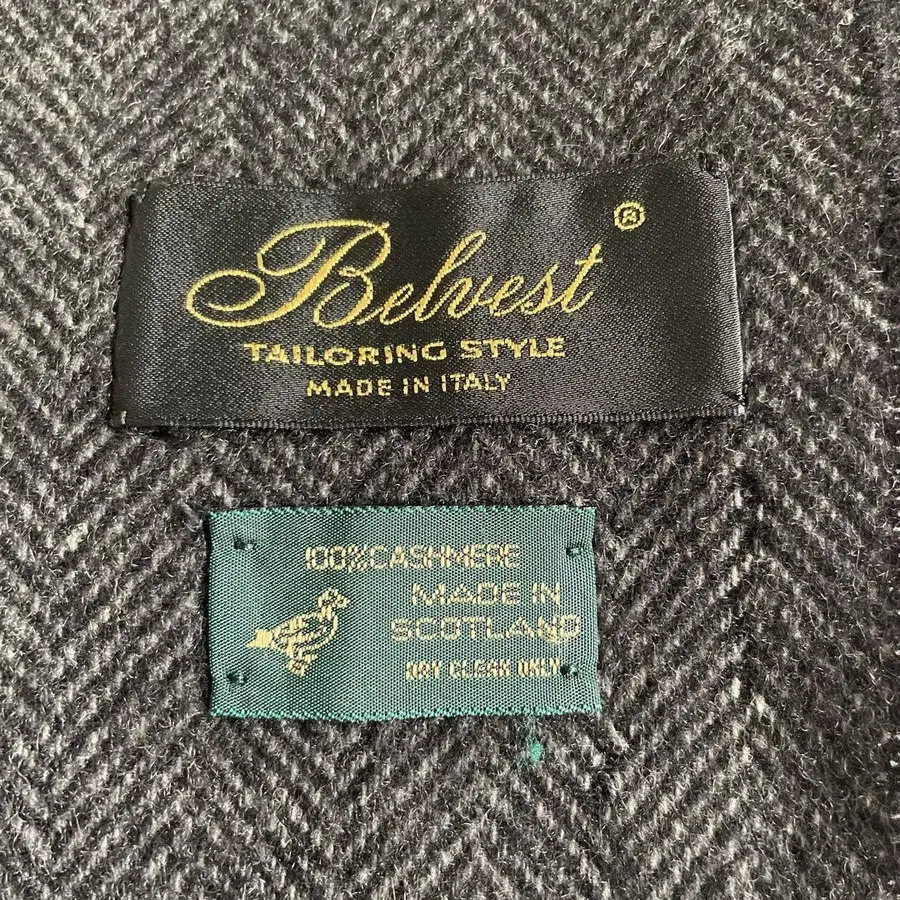 Belvest ®
TAILORING STYLE
MADE IN ITALY
100% CASHMERE
MADE IN
SCOTLAND
DRY CLEAN ONLY